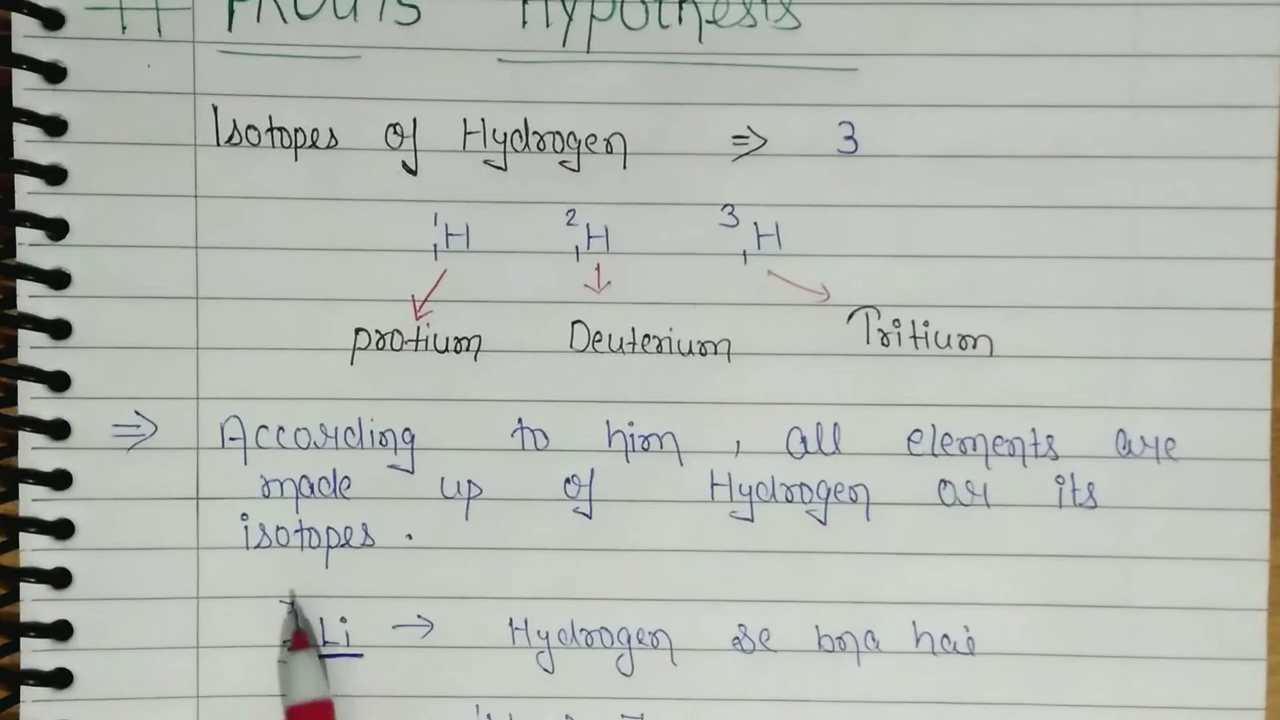 # Prout's Hypothesis
Isotopes of Hydrogen ⇒ 3
¹₁H ²₁H ³₁H
protium Deuterium Tritium
⇒ According to him, all elements are
made up of Hydrogen or its
isotopes.
Li → Hydrogen se bna hai